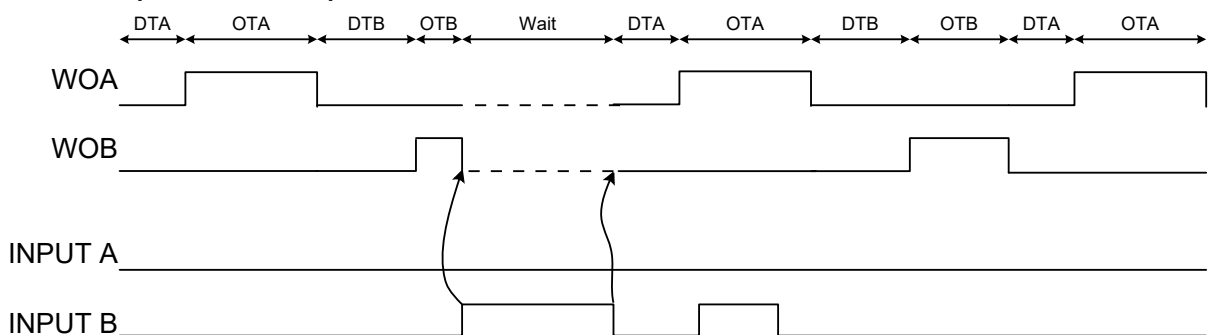 DTA OTA DTB OTB Wait DTA OTA DTB OTB DTA OTA
WOA
WOB
INPUT A
INPUT B